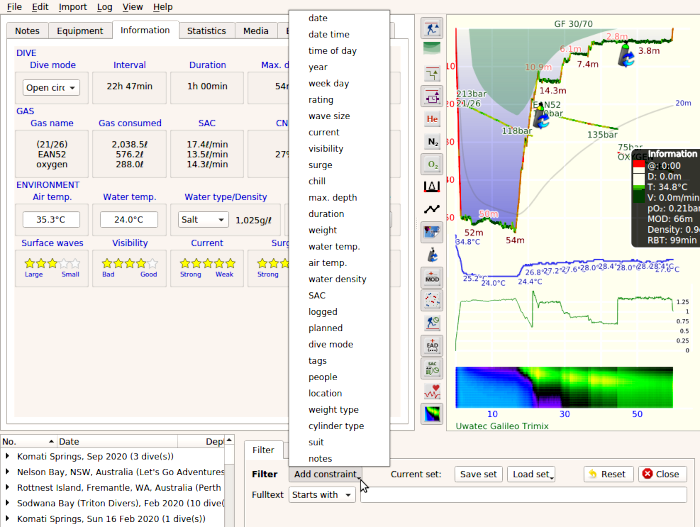 File Edit Import Log View Help
Notes Equipment Information Statistics Media E
DIVE
Dive mode Interval Duration Max. d
Open circ 22h 47min 1h 00min 54m
GAS
Gas name Gas consumed SAC CN
(21/26) 2,038.5ℓ 17.4ℓ/min
EAN52 576.2ℓ 13.5ℓ/min 27%
oxygen 288.0ℓ 14.3ℓ/min
ENVIRONMENT
Air temp. Water temp. Water type/Density
35.3°C 24.0°C Salt 1,025g/ℓ
Surface waves Visibility Current Surg
Large Small Bad Good Strong Weak Strong
date
date time
time of day
year
week day
rating
wave size
current
visibility
surge
chill
max. depth
duration
weight
water temp.
air temp.
water density
SAC
logged
planned
dive mode
tags
people
location
weight type
cylinder type
suit
notes
He
N₂
O₂
MOD
EAD
SAC
GF 30/70
2.8m
6.1m
3.8m
7.4m
10
10.9m
14.3m
213bar
21/26
EAN52
bar
20m
118bar
135bar
75bar
30
40
50
50m
52m
54m
Information
@: 0:00
D: 0.0m
T: 34.8°C
V: 0.0m/min
pO₂: 0.21bar
MOD: 66m
Density: 0.9
RBT: 99min
34.8°C
25.2
24.0°C
24.4°C
26.8°
27.2°
27.6°
28.0°
28.4°
28.0°
28.4°
1.25
1
0.75
0.5
0.25
0
10 30 50
Uwatec Galileo Trimix
No. Date Dept
Komati Springs, Sep 2020 (3 dive(s))
Nelson Bay, NSW, Australia (Let's Go Adventures
Rottnest Island, Fremantle, WA, Australia (Perth
Sodwana Bay (Triton Divers), Feb 2020 (10 dive(
Komati Springs, Sun 16 Feb 2020 (1 dive(s))
Filter
Filter Add constraint Current set: Save set Load set Reset Close
Fulltext Starts with